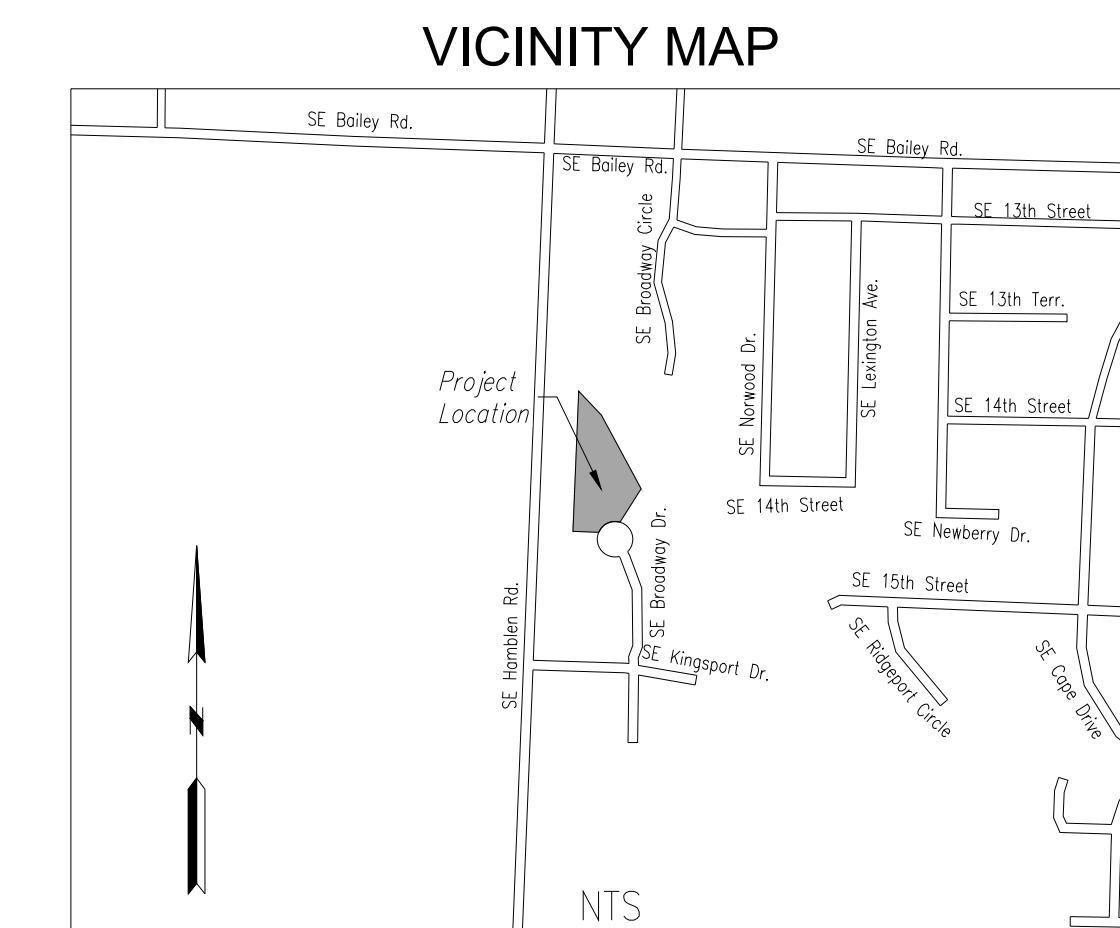 VICINITY MAP
SE Bailey Rd.
SE Bailey Rd.
SE Bailey Rd.
SE 13th Street
SE Broadway Circle
SE 13th Terr.
SE Lexington Ave.
SE Norwood Dr.
Project
Location
SE 14th Street
SE 14th Street
SE Newberry Dr.
SE Broadway Dr.
SE 15th Street
SE Hamblen Rd.
SE Kingsport Dr.
SE Ridgeport Circle
SE Cape Drive
N
NTS